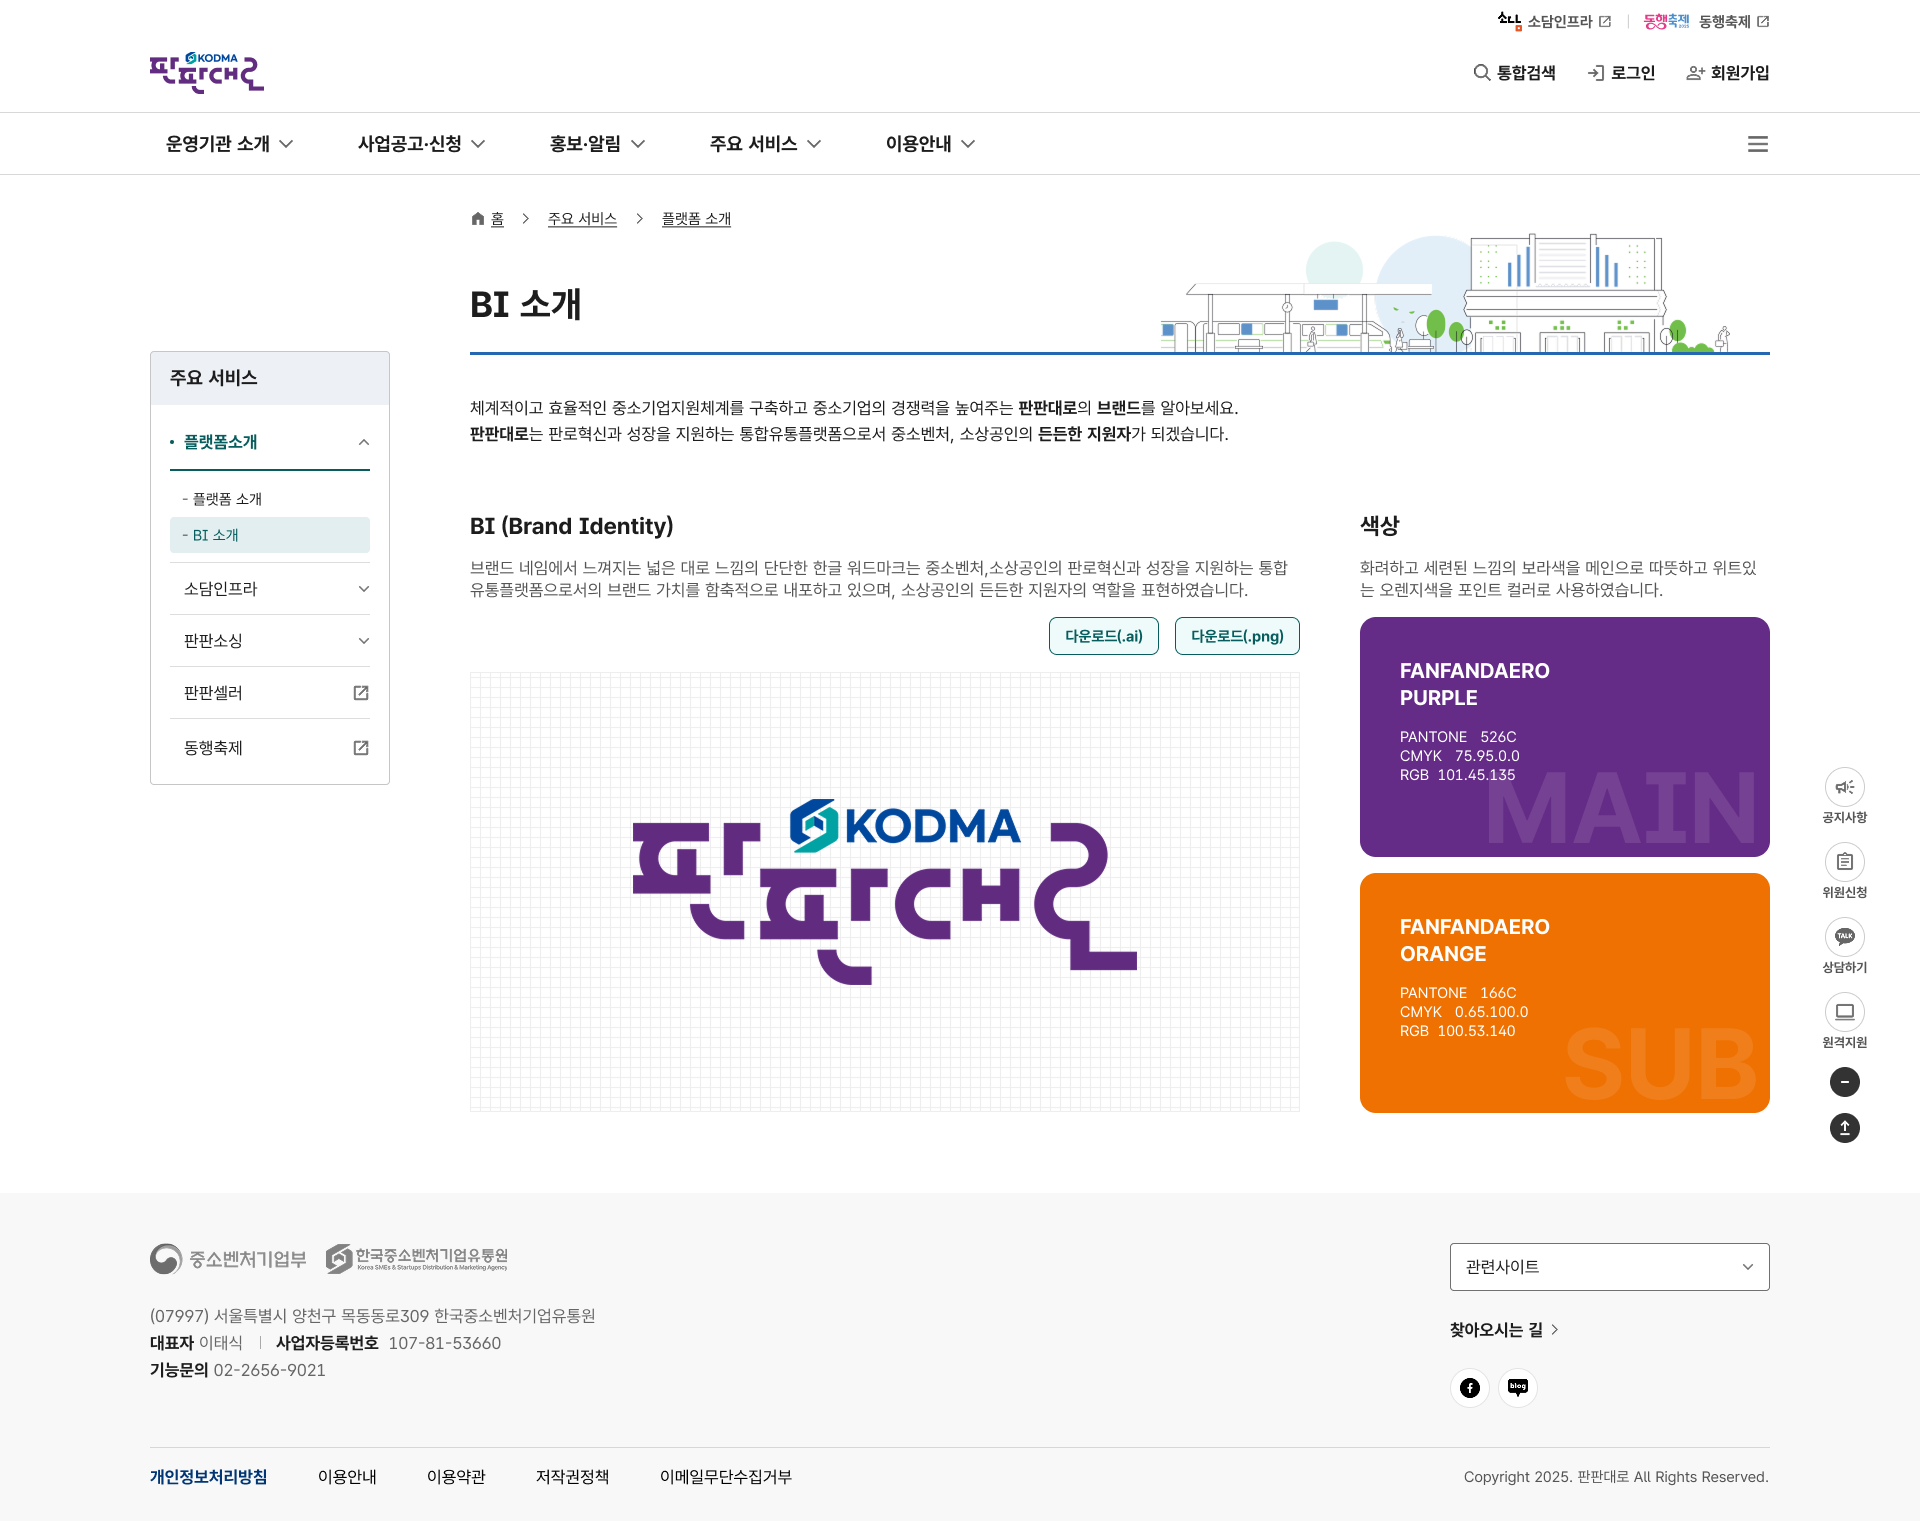 소담인프라
동행축제 2025 동행축제
KODMA
판판대로
통합검색
로그인
회원가입
운영기관 소개
사업공고·신청
홍보·알림
주요 서비스
이용안내
홈
주요 서비스
플랫폼 소개
BI 소개
주요 서비스
플랫폼소개
- 플랫폼 소개
- BI 소개
소담인프라
판판소싱
판판셀러
동행축제
체계적이고 효율적인 중소기업지원체계를 구축하고 중소기업의 경쟁력을 높여주는 판판대로의 브랜드를 알아보세요.
판판대로는 판로혁신과 성장을 지원하는 통합유통플랫폼으로서 중소벤처, 소상공인의 든든한 지원자가 되겠습니다.
BI (Brand Identity)
브랜드 네임에서 느껴지는 넓은 대로 느낌의 단단한 한글 워드마크는 중소벤처,소상공인의 판로혁신과 성장을 지원하는 통합
유통플랫폼으로서의 브랜드 가치를 함축적으로 내포하고 있으며, 소상공인의 든든한 지원자의 역할을 표현하였습니다.
다운로드(.ai)
다운로드(.png)
KODMA
판판대로
색상
화려하고 세련된 느낌의 보라색을 메인으로 따뜻하고 위트있
는 오렌지색을 포인트 컬러로 사용하였습니다.
FANFANDAERO
PURPLE
PANTONE 526C
CMYK 75.95.0.0
RGB 101.45.135
MAIN
FANFANDAERO
ORANGE
PANTONE 166C
CMYK 0.65.100.0
RGB 100.53.140
SUB
공지사항
위원신청
TALK
상담하기
원격지원
중소벤처기업부
한국중소벤처기업유통원
Korea SMEs & Startups Distribution & Marketing Agency
(07997) 서울특별시 양천구 목동동로309 한국중소벤처기업유통원
대표자 이태식
사업자등록번호 107-81-53660
기능문의 02-2656-9021
관련사이트
찾아오시는 길
blog
개인정보처리방침
이용안내
이용약관
저작권정책
이메일무단수집거부
Copyright 2025. 판판대로 All Rights Reserved.